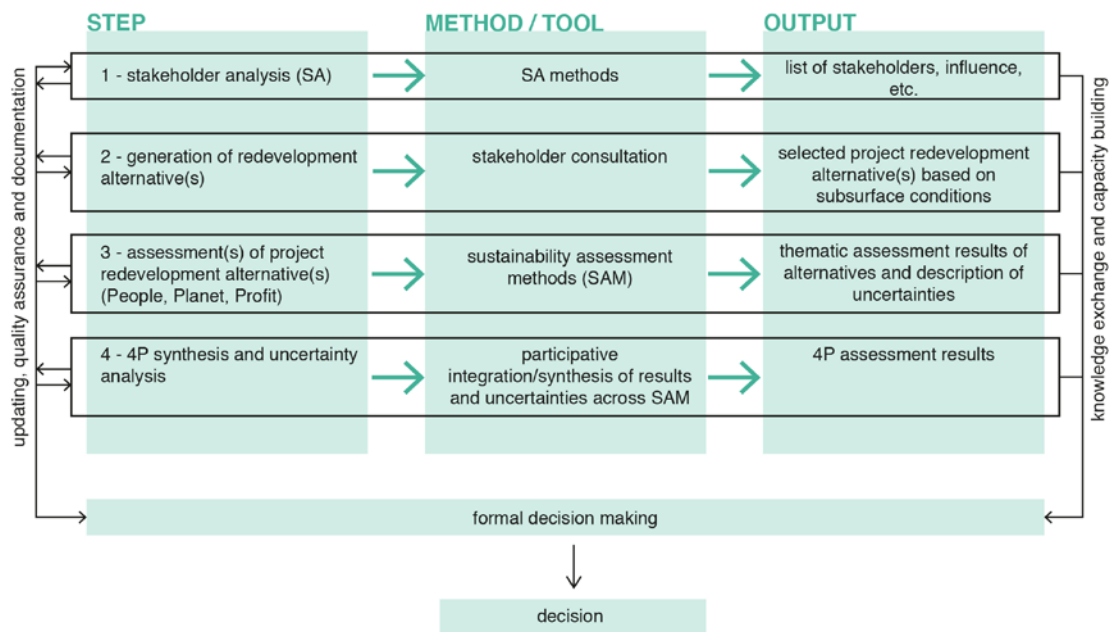 STEP
METHOD / TOOL
OUTPUT
updating, quality assurance and documentation
1 - stakeholder analysis (SA)
SA methods
list of stakeholders, influence,
etc.
2 - generation of redevelopment
alternative(s)
stakeholder consultation
selected project redevelopment
alternative(s) based on
subsurface conditions
3 - assessment(s) of project
redevelopment alternative(s)
(People, Planet, Profit)
sustainability assessment
methods (SAM)
thematic assessment results of
alternatives and description of
uncertainties
4 - 4P synthesis and uncertainty
analysis
participative
integration/synthesis of results
and uncertainties across SAM
4P assessment results
knowledge exchange and capacity building
formal decision making
decision